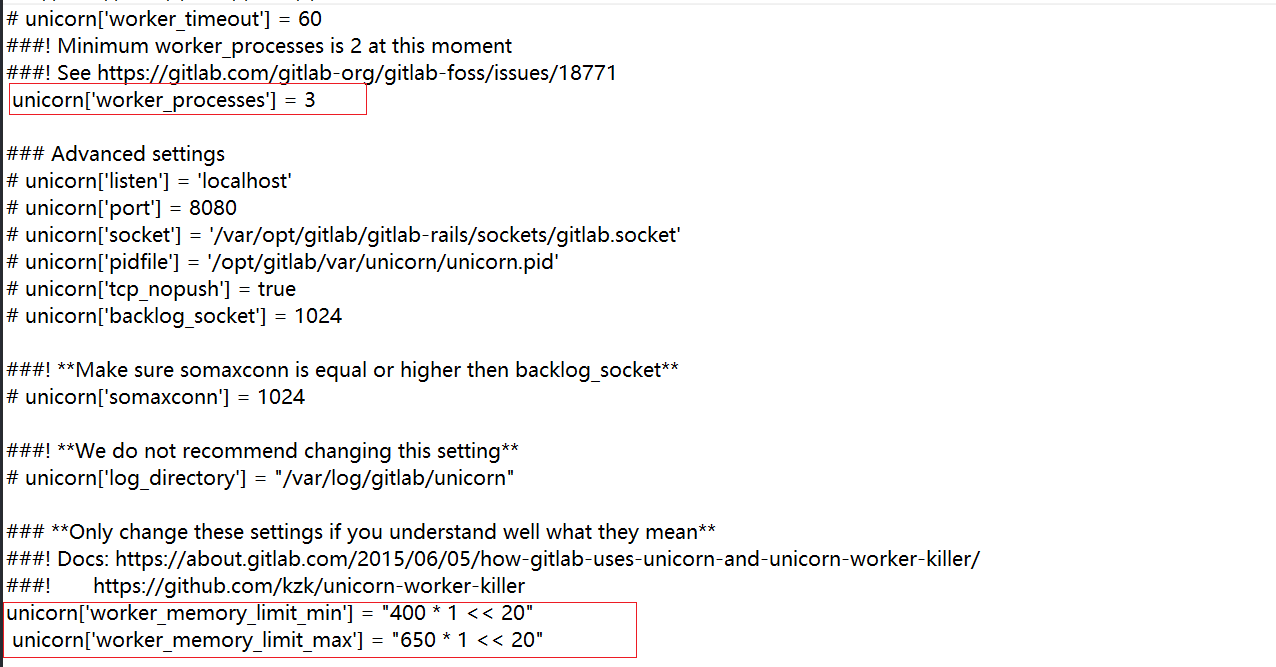 # unicorn['worker_timeout'] = 60
###! Minimum worker_processes is 2 at this moment
###! See https://gitlab.com/gitlab-org/gitlab-foss/issues/18771
unicorn['worker_processes'] = 3
### Advanced settings
# unicorn['listen'] = 'localhost'
# unicorn['port'] = 8080
# unicorn['socket'] = '/var/opt/gitlab/gitlab-rails/sockets/gitlab.socket'
# unicorn['pidfile'] = '/opt/gitlab/var/unicorn/unicorn.pid'
# unicorn['tcp_nopush'] = true
# unicorn['backlog_socket'] = 1024
###! **Make sure somaxconn is equal or higher then backlog_socket**
# unicorn['somaxconn'] = 1024
###! **We do not recommend changing this setting**
# unicorn['log_directory'] = "/var/log/gitlab/unicorn"
### **Only change these settings if you understand well what they mean**
###! Docs: https://about.gitlab.com/2015/06/05/how-gitlab-uses-unicorn-and-unicorn-worker-killer/
###! https://github.com/kzk/unicorn-worker-killer
unicorn['worker_memory_limit_min'] = "400 * 1 << 20"
unicorn['worker_memory_limit_max'] = "650 * 1 << 20"